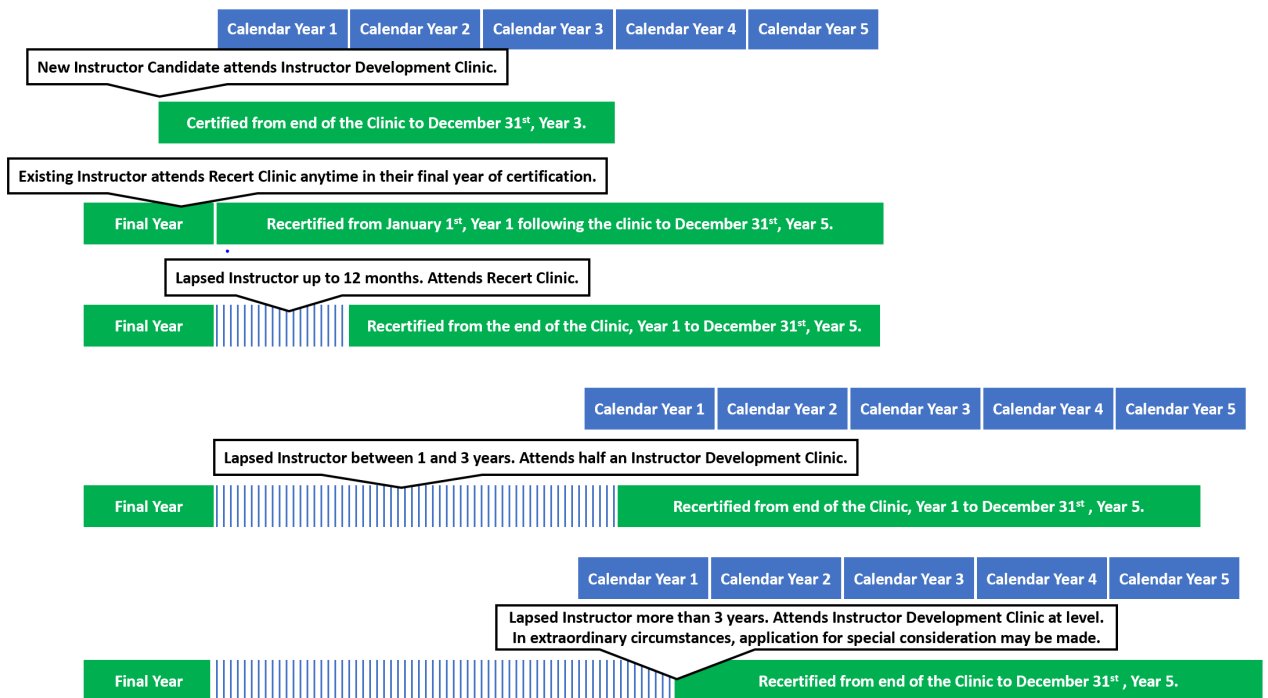 Calendar Year 1 Calendar Year 2 Calendar Year 3 Calendar Year 4 Calendar Year 5
New Instructor Candidate attends Instructor Development Clinic.
Certified from end of the Clinic to December 31st, Year 3.
Existing Instructor attends Recert Clinic anytime in their final year of certification.
Final Year Recertified from January 1st, Year 1 following the clinic to December 31st, Year 5.
Lapsed Instructor up to 12 months. Attends Recert Clinic.
Final Year Recertified from the end of the Clinic, Year 1 to December 31st, Year 5.
Calendar Year 1 Calendar Year 2 Calendar Year 3 Calendar Year 4 Calendar Year 5
Lapsed Instructor between 1 and 3 years. Attends half an Instructor Development Clinic.
Final Year Recertified from end of the Clinic, Year 1 to December 31st , Year 5.
Calendar Year 1 Calendar Year 2 Calendar Year 3 Calendar Year 4 Calendar Year 5
Lapsed Instructor more than 3 years. Attends Instructor Development Clinic at level.
In extraordinary circumstances, application for special consideration may be made.
Final Year Recertified from end of the Clinic to December 31st , Year 5.